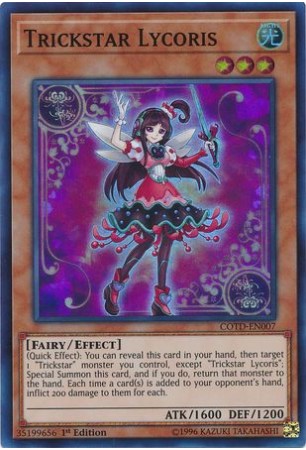 TRICKSTAR LYCORIS
光
COTD-EN007
[FAIRY/EFFECT]
(Quick Effect): You can reveal this card in your hand, then target
1 "Trickstar" monster you control, except "Trickstar Lycoris";
Special Summon this card, and if you do, return that monster to
the hand. Each time a card(s) is added to your opponent's hand,
inflict 200 damage to them for each.
ATK/1600 DEF/1200
35199656 1st Edition ©1996 KAZUKI TAKAHASHI